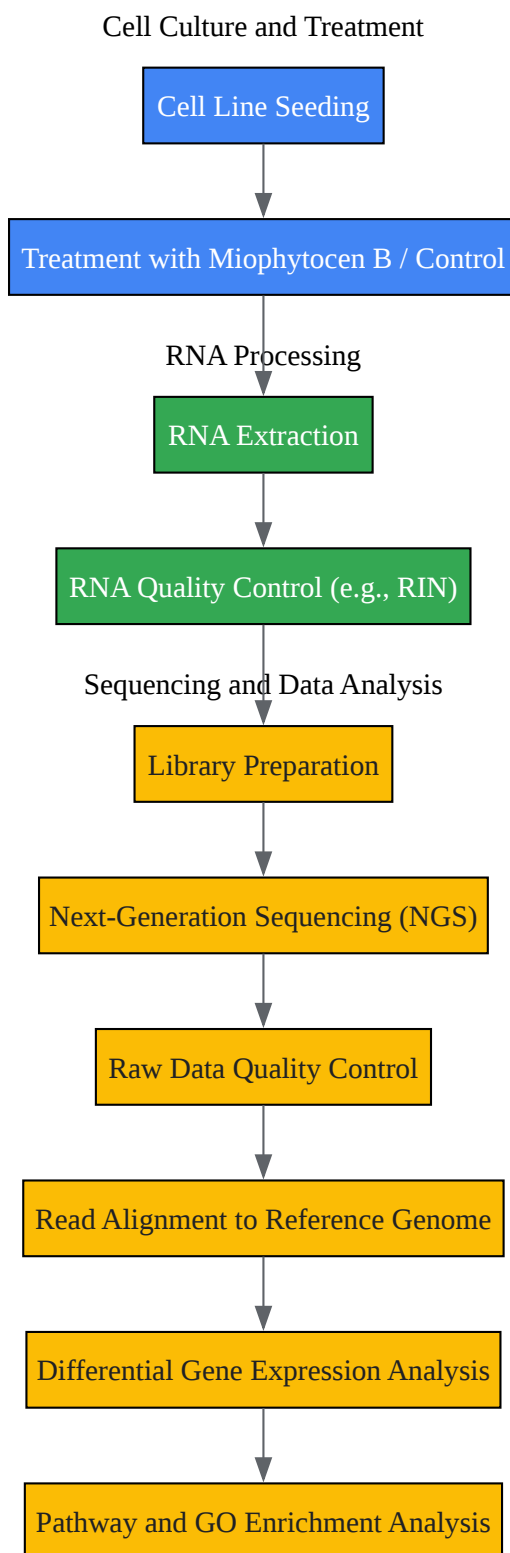 Cell Culture and Treatment
Cell Line Seeding
Treatment with Miophytocen B / Control
RNA Processing
RNA Extraction
RNA Quality Control (e.g., RIN)
Sequencing and Data Analysis
Library Preparation
Next-Generation Sequencing (NGS)
Raw Data Quality Control
Read Alignment to Reference Genome
Differential Gene Expression Analysis
Pathway and GO Enrichment Analysis